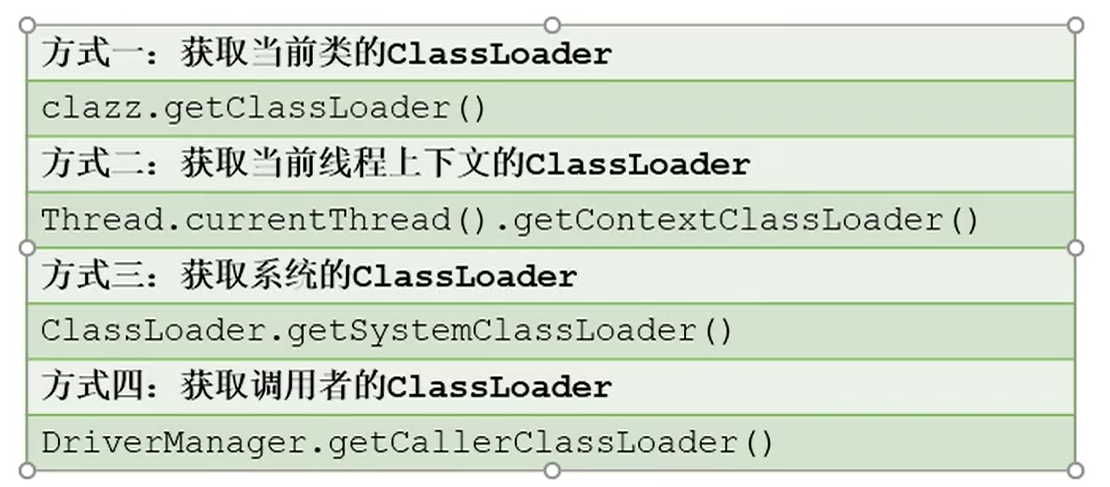 方式一：获取当前类的ClassLoader
clazz.getClassLoader()
方式二：获取当前线程上下文的ClassLoader
Thread.currentThread().getContextClassLoader()
方式三：获取系统的ClassLoader
ClassLoader.getSystemClassLoader()
方式四：获取调用者的ClassLoader
DriverManager.getCallerClassLoader()